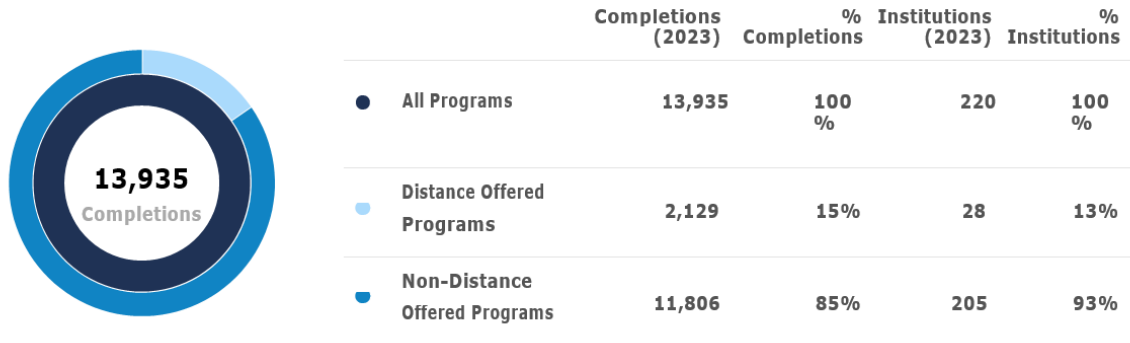 13,935
Completions
Completions (2023)
% Completions
Institutions (2023)
% Institutions
All Programs 13,935 100 % 220 100 %
Distance Offered Programs 2,129 15% 28 13%
Non-Distance Offered Programs 11,806 85% 205 93%